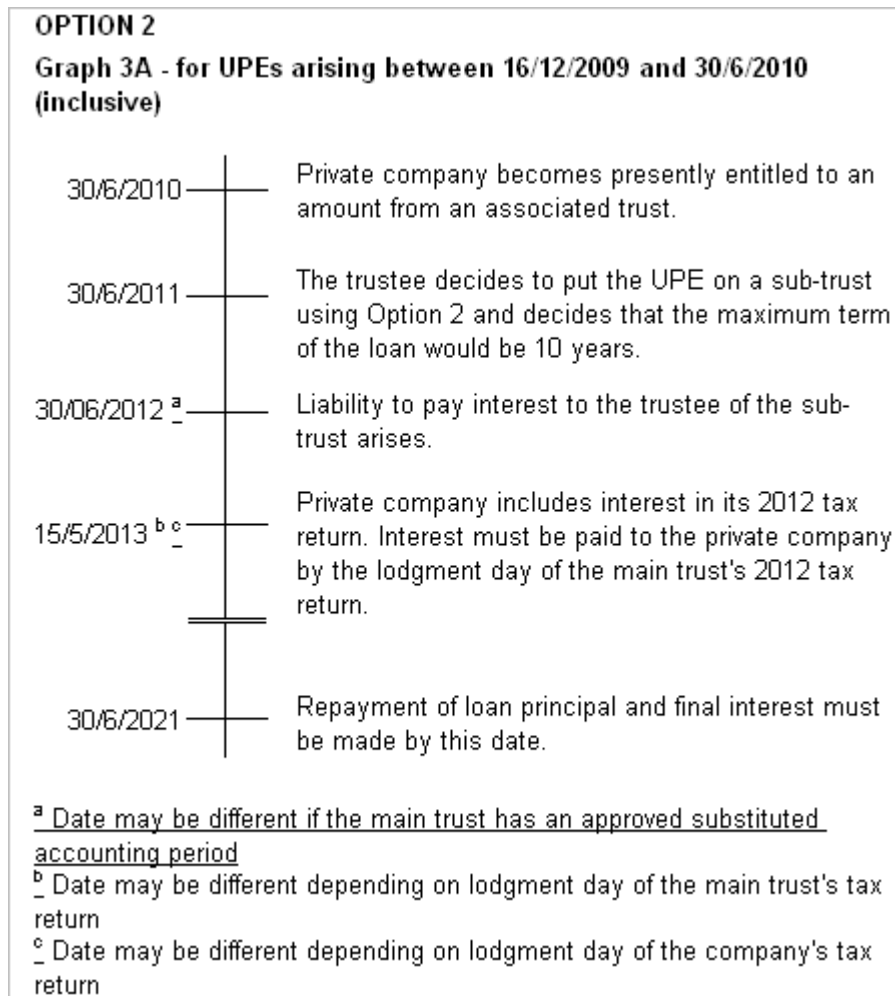 OPTION 2
Graph 3A - for UPEs arising between 16/12/2009 and 30/6/2010
(inclusive)
30/6/2010
Private company becomes presently entitled to an
amount from an associated trust.
30/6/2011
The trustee decides to put the UPE on a sub-trust
using Option 2 and decides that the maximum term
of the loan would be 10 years.
30/06/2012 a
Liability to pay interest to the trustee of the sub-
trust arises.
15/5/2013 b c
Private company includes interest in its 2012 tax
return. Interest must be paid to the private company
by the lodgment day of the main trust's 2012 tax
return.
30/6/2021
Repayment of loan principal and final interest must
be made by this date.
a Date may be different if the main trust has an approved substituted
accounting period
b Date may be different depending on lodgment day of the main trust's tax
return
c Date may be different depending on lodgment day of the company's tax
return